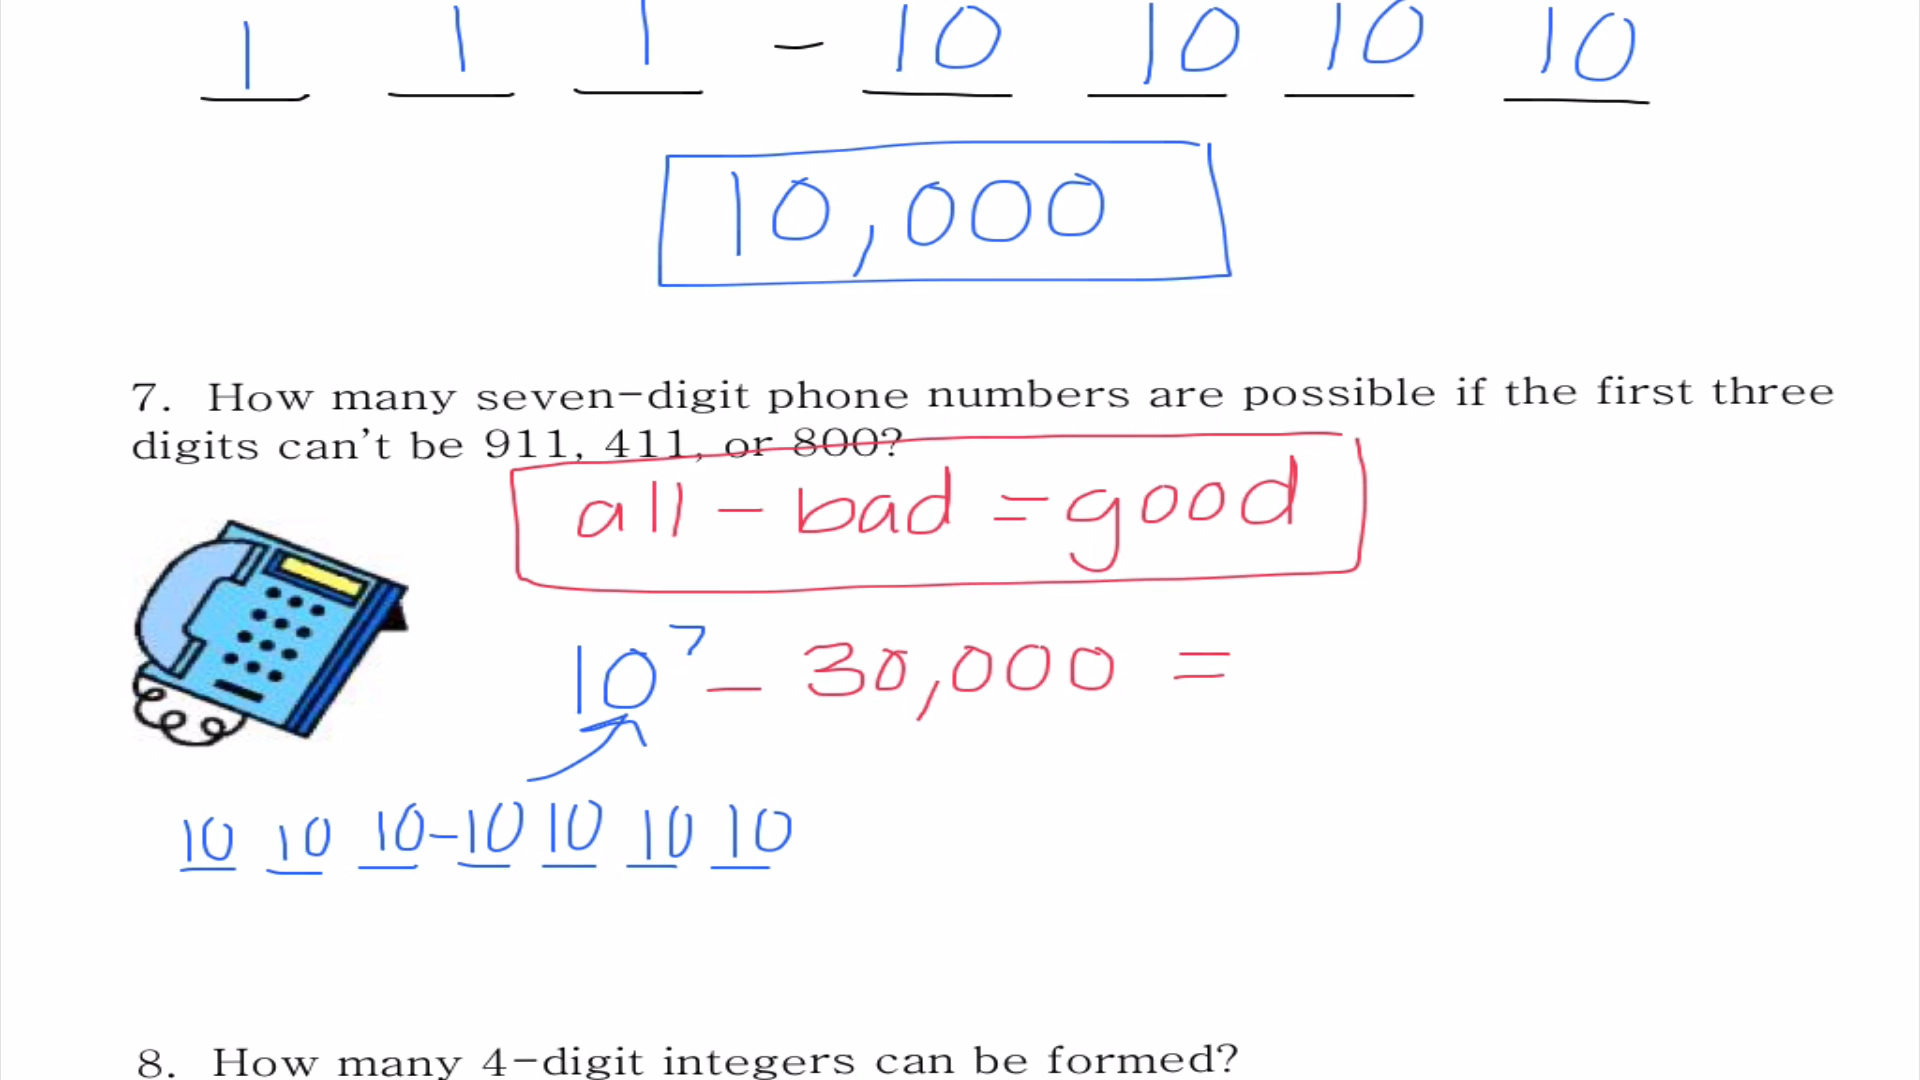 1 1 1 - 10 10 10 10
10,000
7. How many seven-digit phone numbers are possible if the first three
digits can't be 911, 411, or 800?
all - bad = good
10⁷ - 30,000 =
10 10 10-10 10 10 10
8. How many 4-digit integers can be formed?